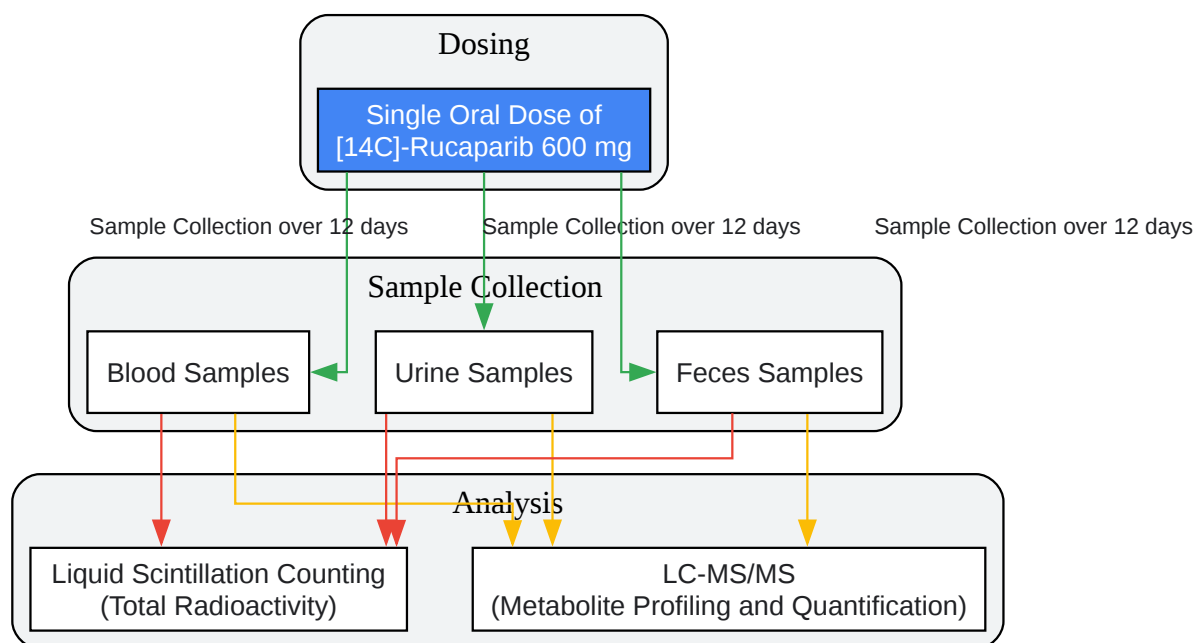 Dosing
Single Oral Dose of
[14C]-Rucaparib 600 mg
Sample Collection over 12 days
Sample Collection over 12 days
Sample Collection over 12 days
Sample Collection
Blood Samples
Urine Samples
Feces Samples
Analysis
Liquid Scintillation Counting
(Total Radioactivity)
LC-MS/MS
(Metabolite Profiling and Quantification)